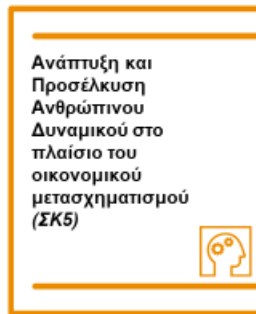 Ανάπτυξη και
Προσέλκυση
Ανθρώπινου
Δυναμικού στο
πλαίσιο του
οικονομικού
μετασχηματισμού
(ΣΚ5)